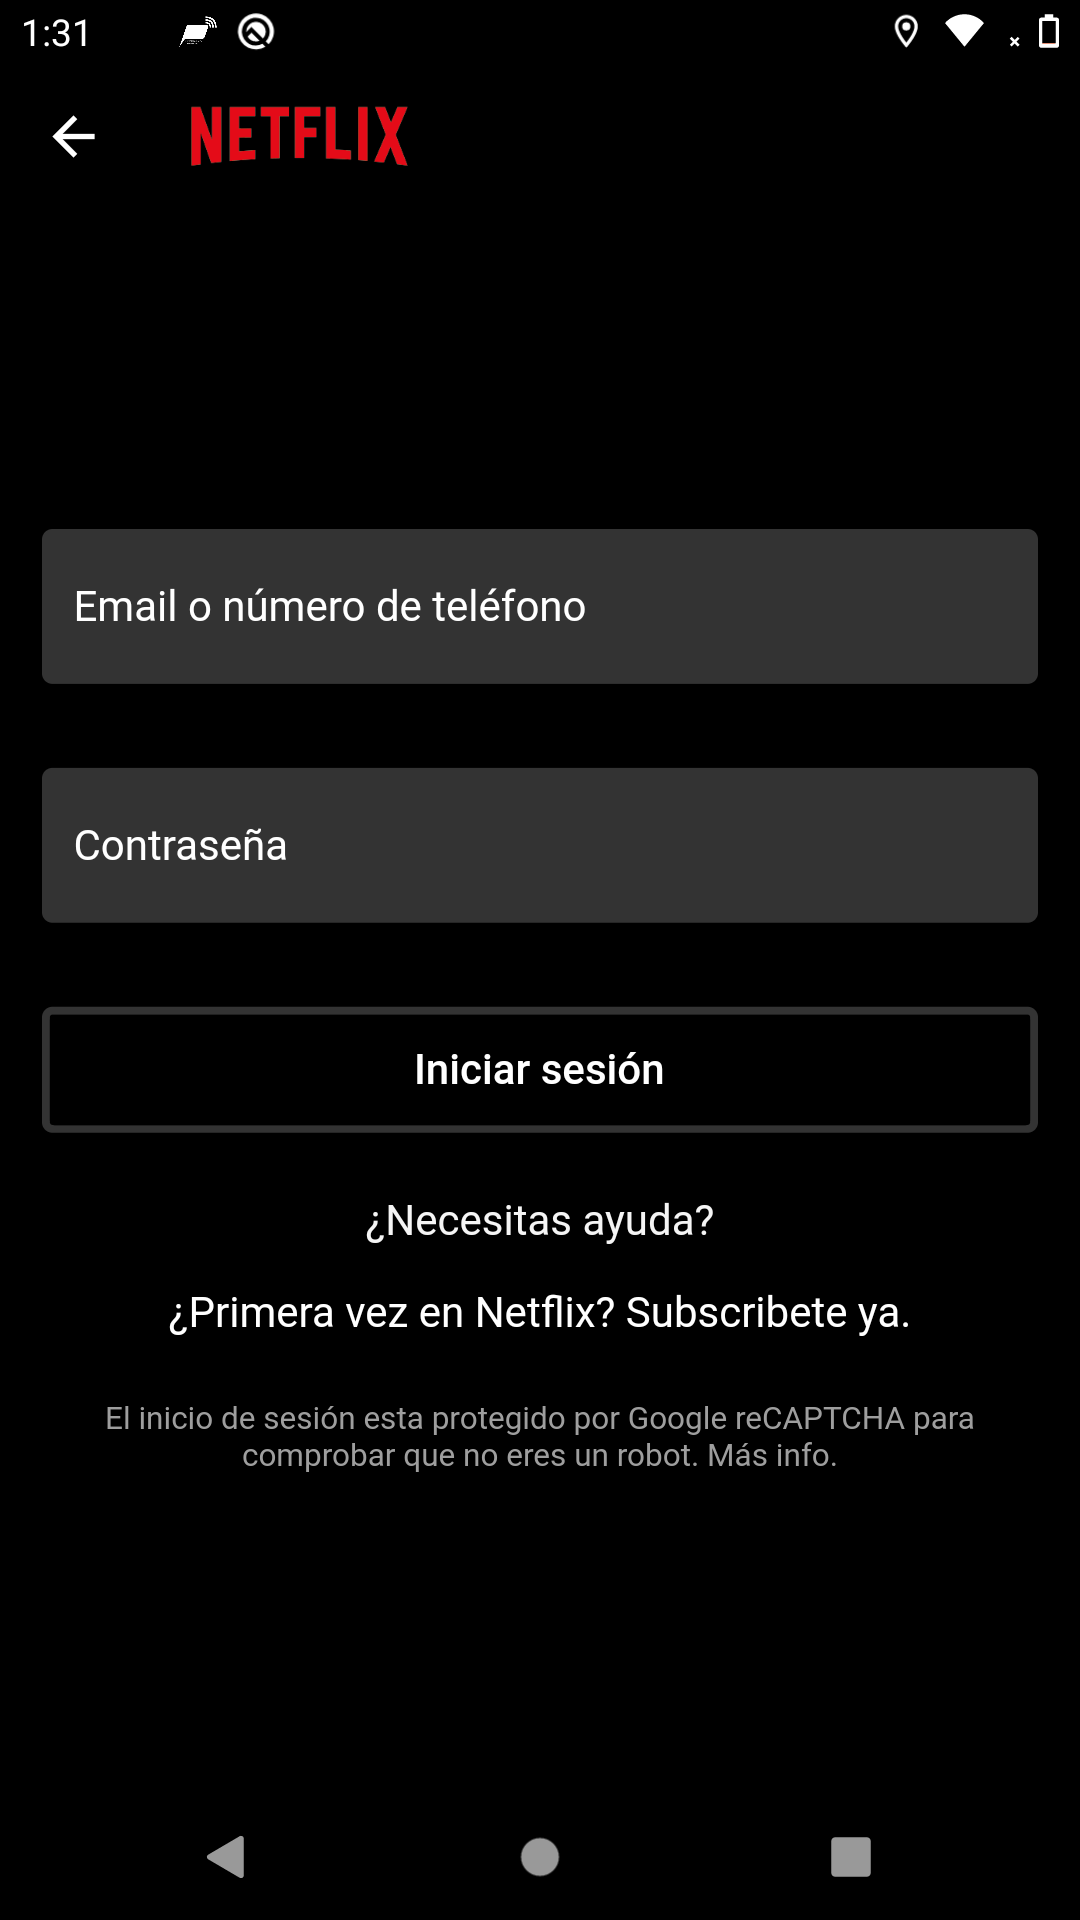 1:31
NETFLIX
Email o número de teléfono
Contraseña
Iniciar sesión
¿Necesitas ayuda?
¿Primera vez en Netflix? Subscribete ya.
El inicio de sesión esta protegido por Google reCAPTCHA para
comprobar que no eres un robot. Más info.